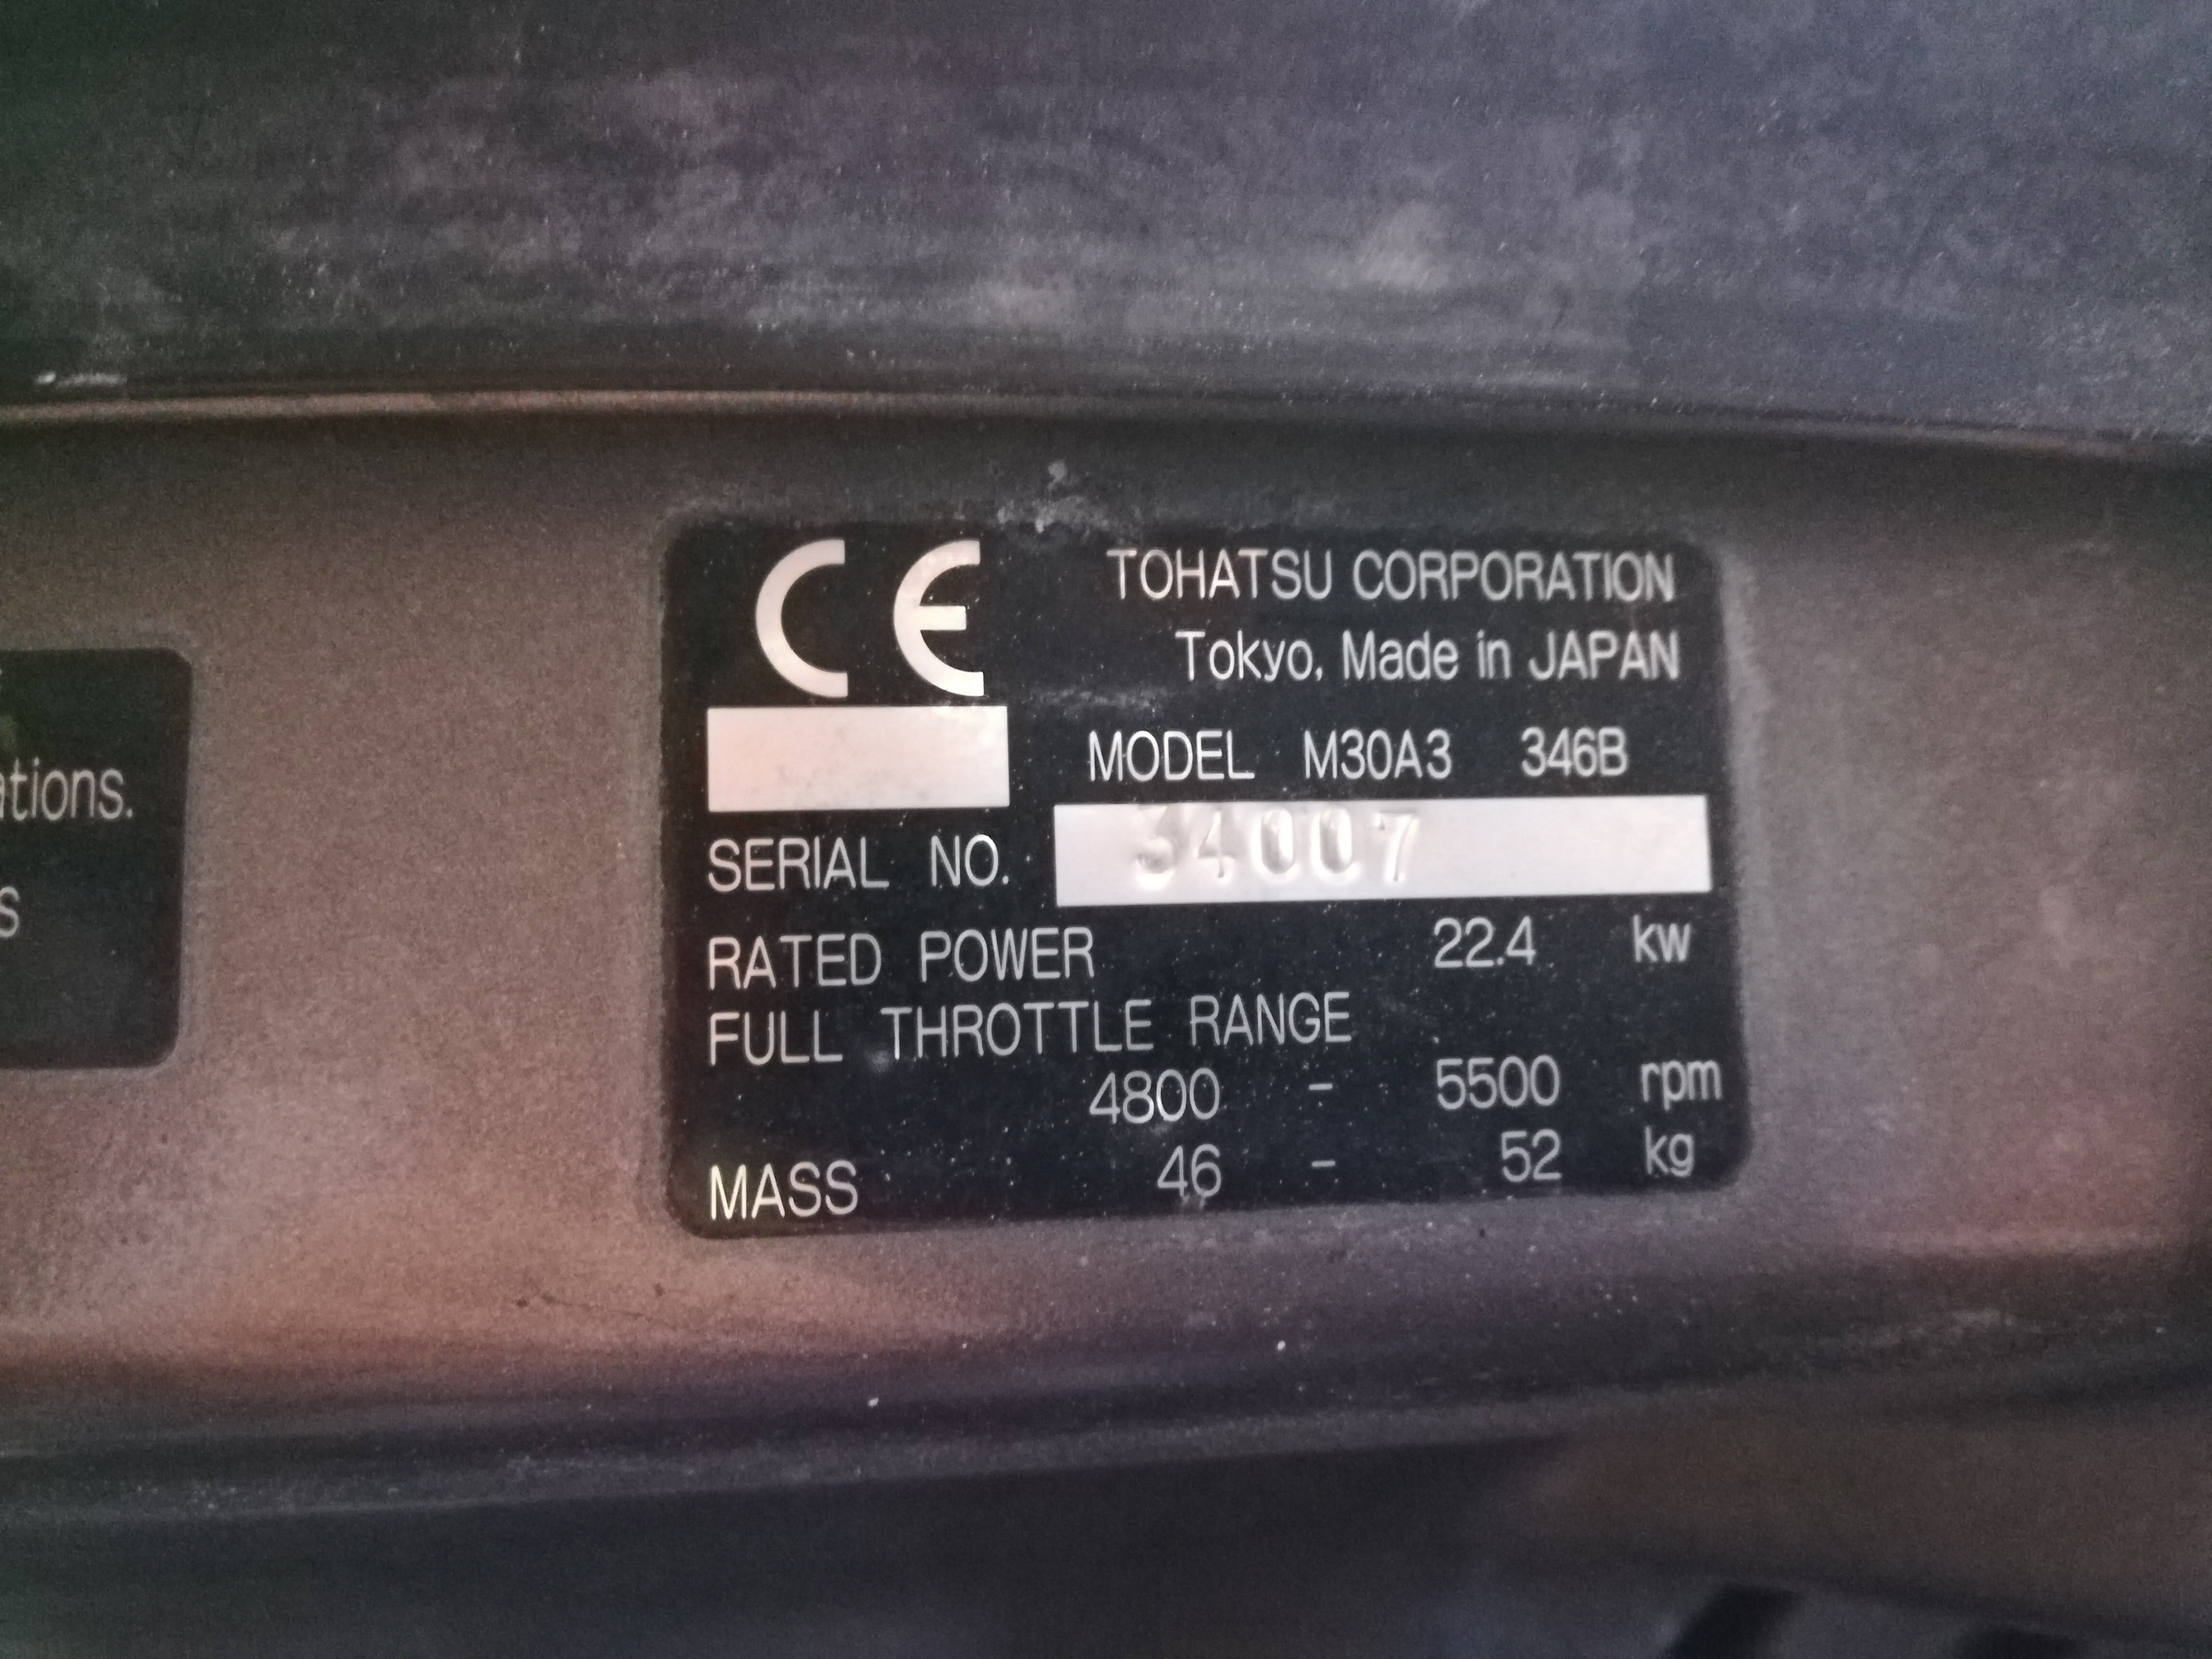 ations.
s
CE
TOHATSU CORPORATION
Tokyo, Made in JAPAN
MODEL M30A3 346B
SERIAL NO. 34007
RATED POWER 22.4 kw
FULL THROTTLE RANGE
4800 - 5500 rpm
MASS 46 - 52 kg